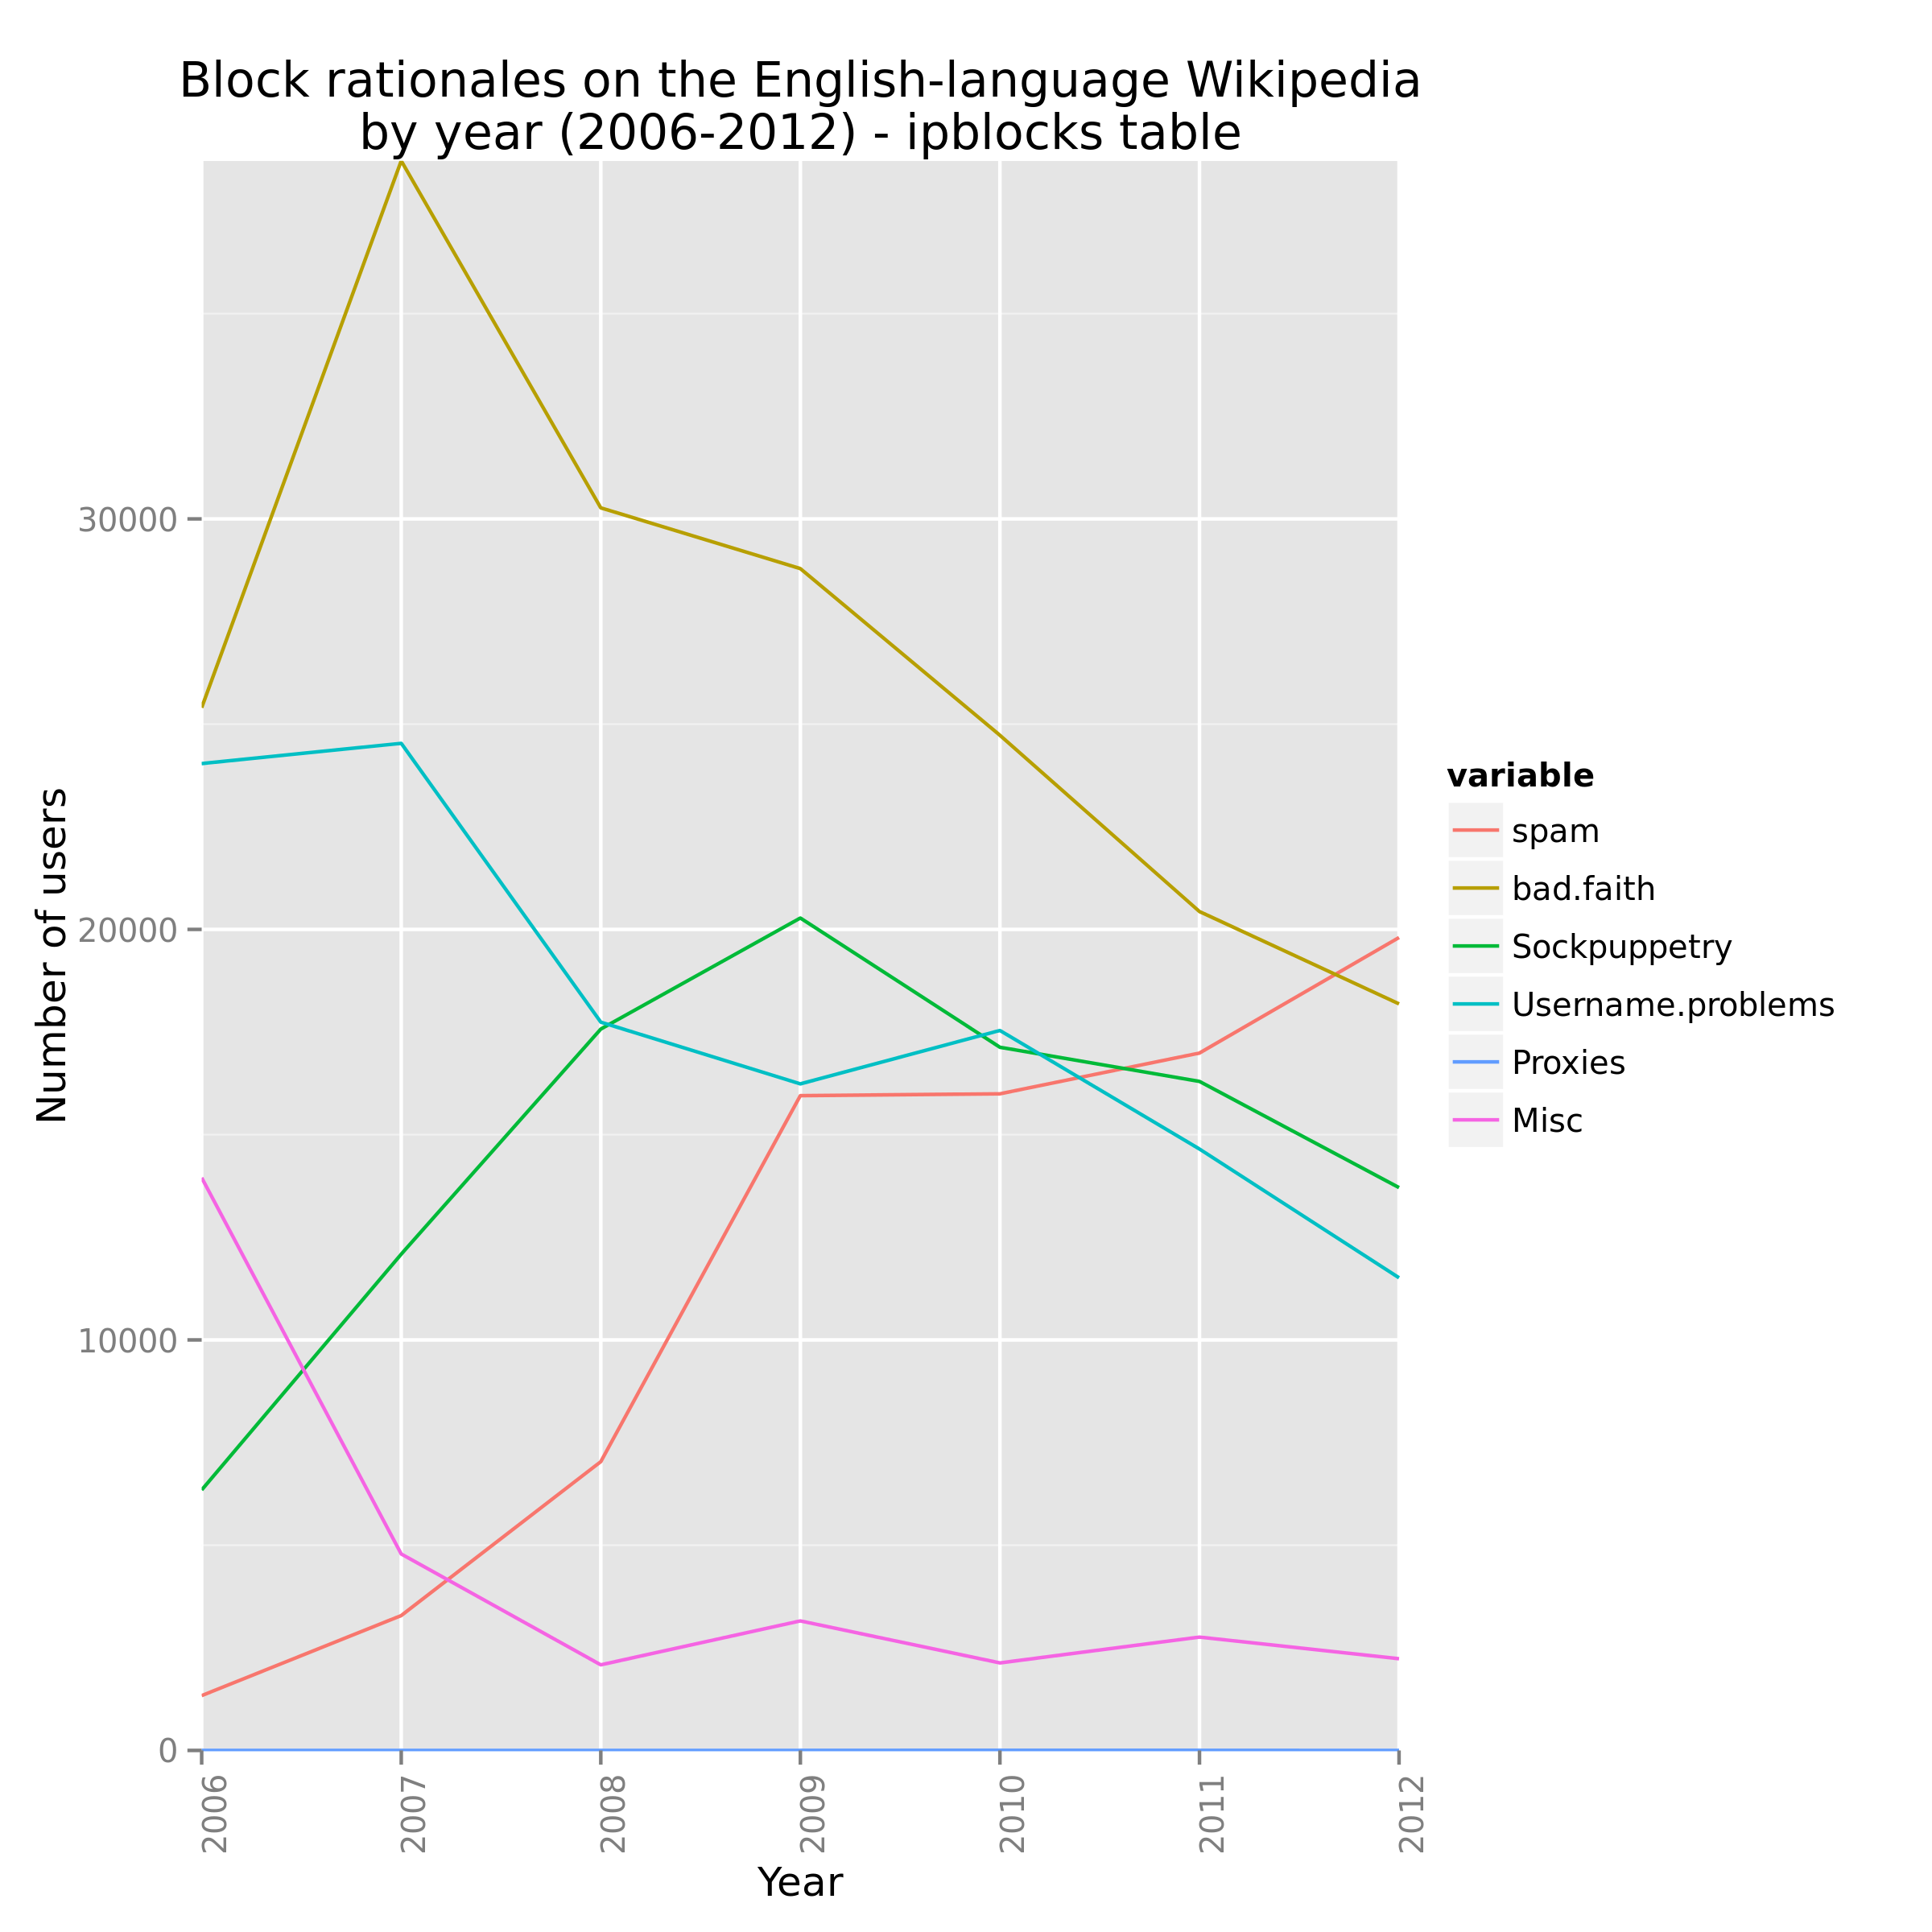 Block rationales on the English-language Wikipedia
by year (2006-2012) - ipblocks table
Number of users
30000
20000
10000
0
2006
2007
2008
2009
2010
2011
2012
Year
variable
spam
bad.faith
Sockpuppetry
Username.problems
Proxies
Misc